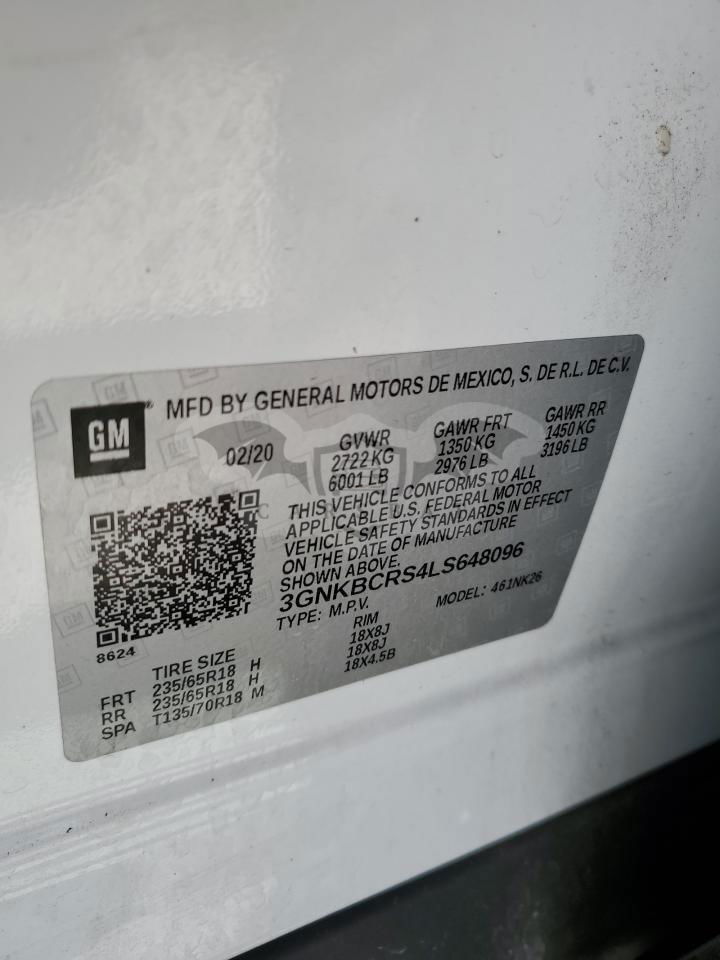 GM
MFD BY GENERAL MOTORS DE MEXICO, S. DE R.L. DE C.V.
02/20
GVWR
2722 KG
6001 LB
GAWR FRT
1350 KG
2976 LB
GAWR RR
1450 KG
3196 LB
THIS VEHICLE CONFORMS TO ALL
APPLICABLE U.S. FEDERAL MOTOR
VEHICLE SAFETY STANDARDS IN EFFECT
ON THE DATE OF MANUFACTURE
SHOWN ABOVE.
3GNKBCRS4LS648096
TYPE: M.P.V. MODEL: 461NK26
8624
TIRE SIZE RIM
FRT 235/65R18 H 18X8J
RR 235/65R18 H 18X8J
SPA T135/70R18 M 18X4.5B